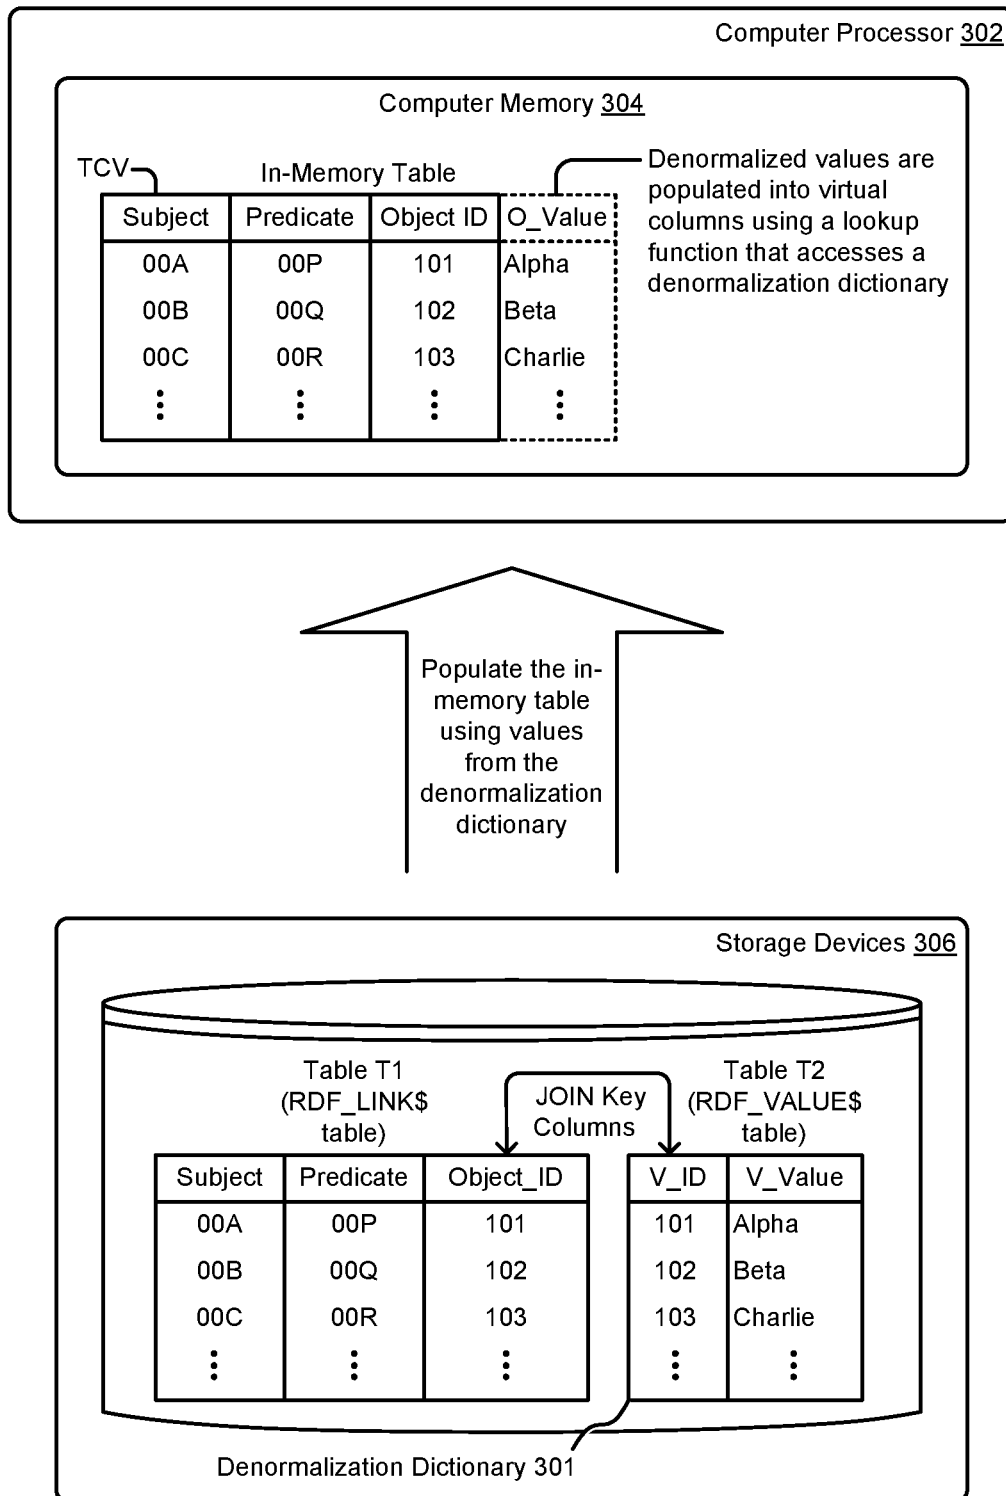 Computer Processor 302
Computer Memory 304
TCV
In-Memory Table
Denormalized values are
populated into virtual
columns using a lookup
function that accesses a
denormalization dictionary
Subject Predicate Object ID O_Value
00A 00P 101 Alpha
00B 00Q 102 Beta
00C 00R 103 Charlie
Populate the in-
memory table
using values
from the
denormalization
dictionary
Storage Devices 306
Table T1
(RDF_LINK$
table)
JOIN Key
Columns
Table T2
(RDF_VALUE$
table)
Subject Predicate Object_ID V_ID V_Value
00A 00P 101 101 Alpha
00B 00Q 102 102 Beta
00C 00R 103 103 Charlie
Denormalization Dictionary 301